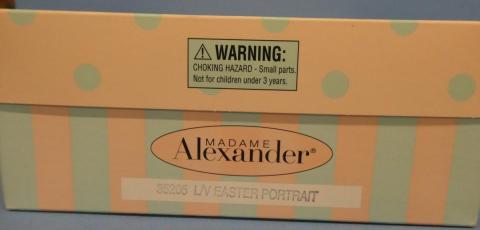 WARNING:
CHOKING HAZARD - Small parts.
Not for children under 3 years.
MADAME
Alexander®
35205 L/V EASTER PORTRAIT